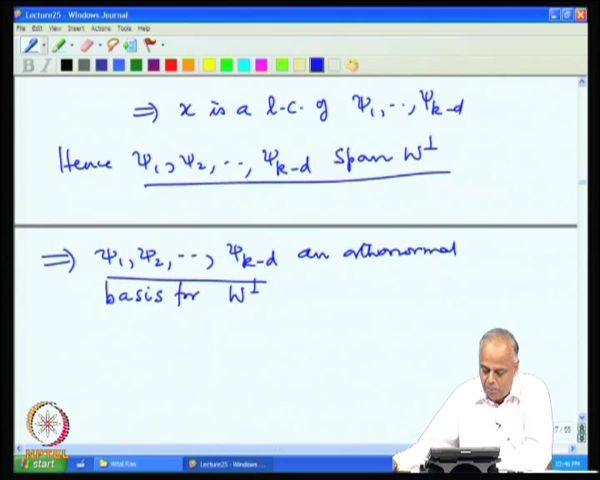 Lecture25 - Windows Journal
File Edit View Insert Actions Tools Help
B I
⇒ x is a l.c. of Ψ₁, .., Ψₖ₋d
Hence Ψ₁, Ψ₂, .., Ψₖ₋d span W⊥
⇒ Ψ₁, Ψ₂, .., Ψₖ₋d an orthonormal
basis for W⊥
NPTEL
start
Lecture25 - Windows ...